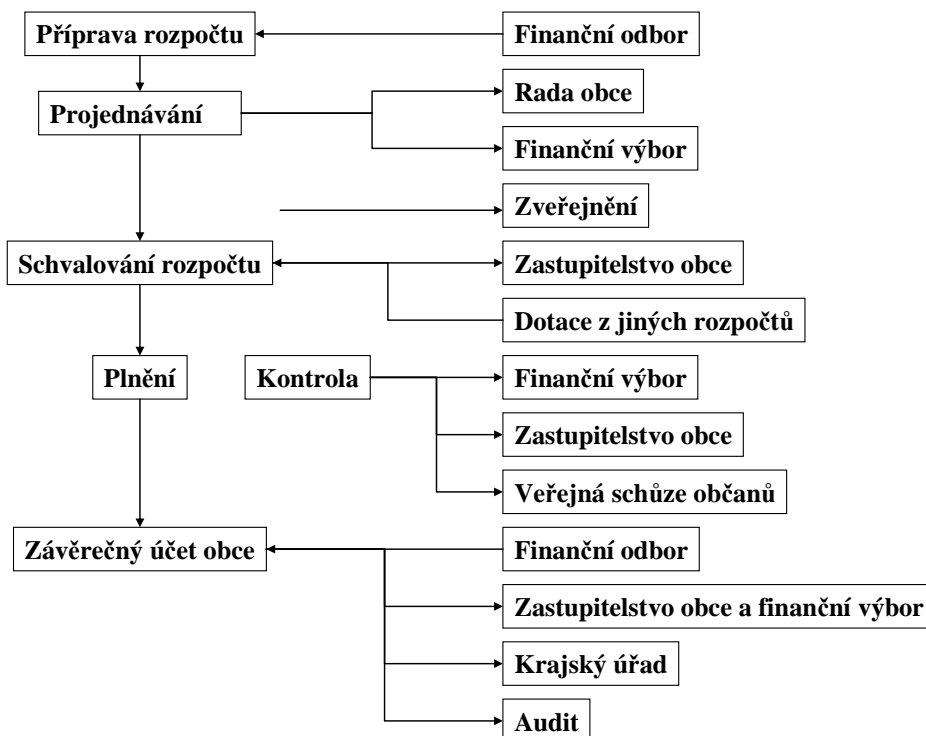 Příprava rozpočtu
Finanční odbor
Projednávání
Rada obce
Finanční výbor
Zveřejnění
Schvalování rozpočtu
Zastupitelstvo obce
Dotace z jiných rozpočtů
Plnění
Kontrola
Finanční výbor
Zastupitelstvo obce
Veřejná schůze občanů
Závěrečný účet obce
Finanční odbor
Zastupitelstvo obce a finanční výbor
Krajský úřad
Audit